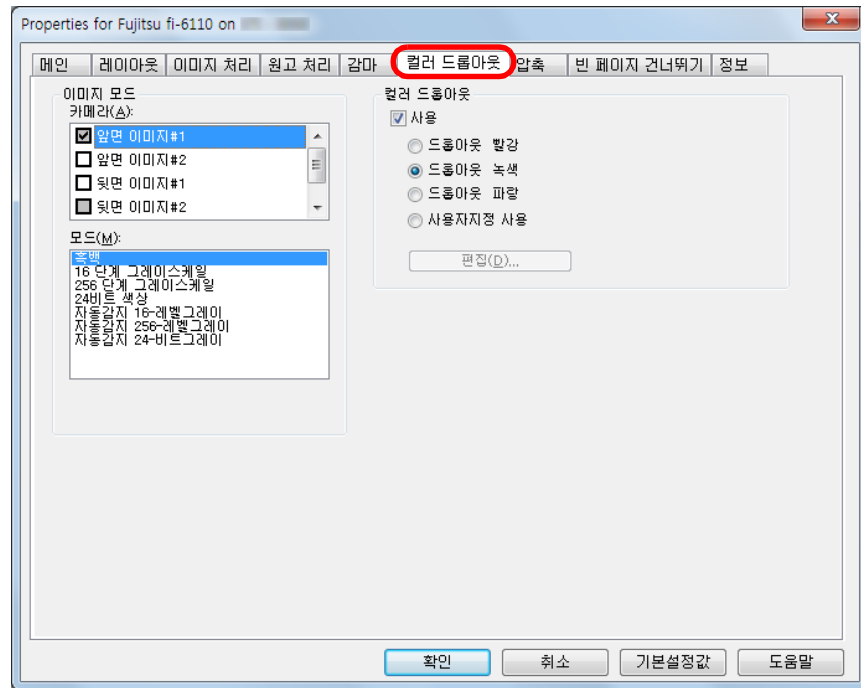 Properties for Fujitsu fi-6110 on
메인 레이아웃 이미지 처리 원고 처리 감마 컬러 드롭아웃 압축 빈 페이지 건너뛰기 정보
이미지 모드
카메라(A):
앞면 이미지#1
앞면 이미지#2
뒷면 이미지#1
뒷면 이미지#2
모드(M):
흑백
16 단계 그레이스케일
256 단계 그레이스케일
24비트 색상
자동감지 16-레벨그레이
자동감지 256-레벨그레이
자동감지 24-비트그레이
컬러 드롭아웃
사용
드롭아웃 빨강
드롭아웃 녹색
드롭아웃 파랑
사용자지정 사용
편집(D)...
확인 취소 기본설정값 도움말